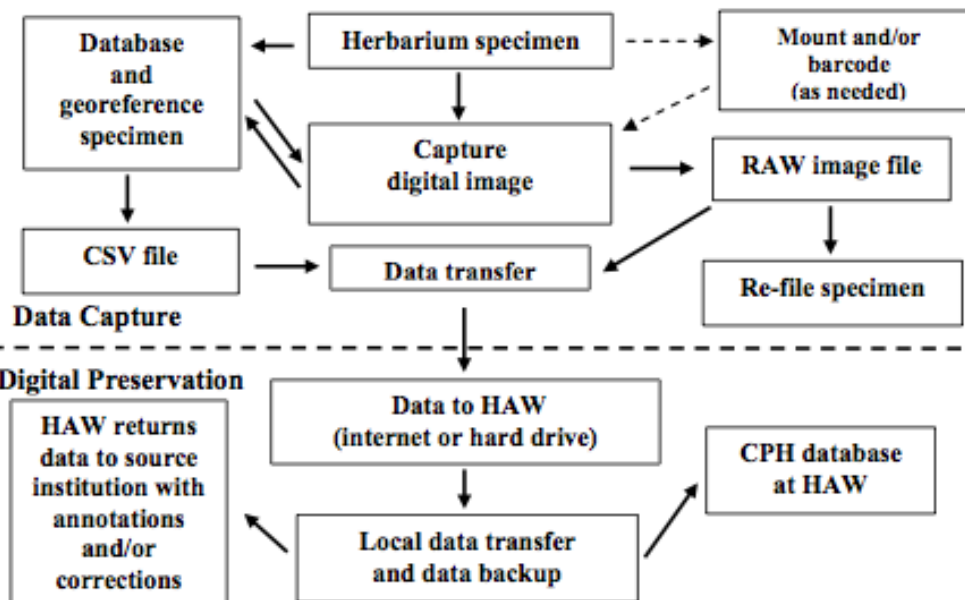 Database
and
georeference
specimen
Herbarium specimen
Mount and/or
barcode
(as needed)
Capture
digital image
RAW image file
CSV file
Data transfer
Re-file specimen
Data Capture
Digital Preservation
HAW returns
data to source
institution with
annotations
and/or
corrections
Data to HAW
(internet or hard drive)
CPH database
at HAW
Local data transfer
and data backup